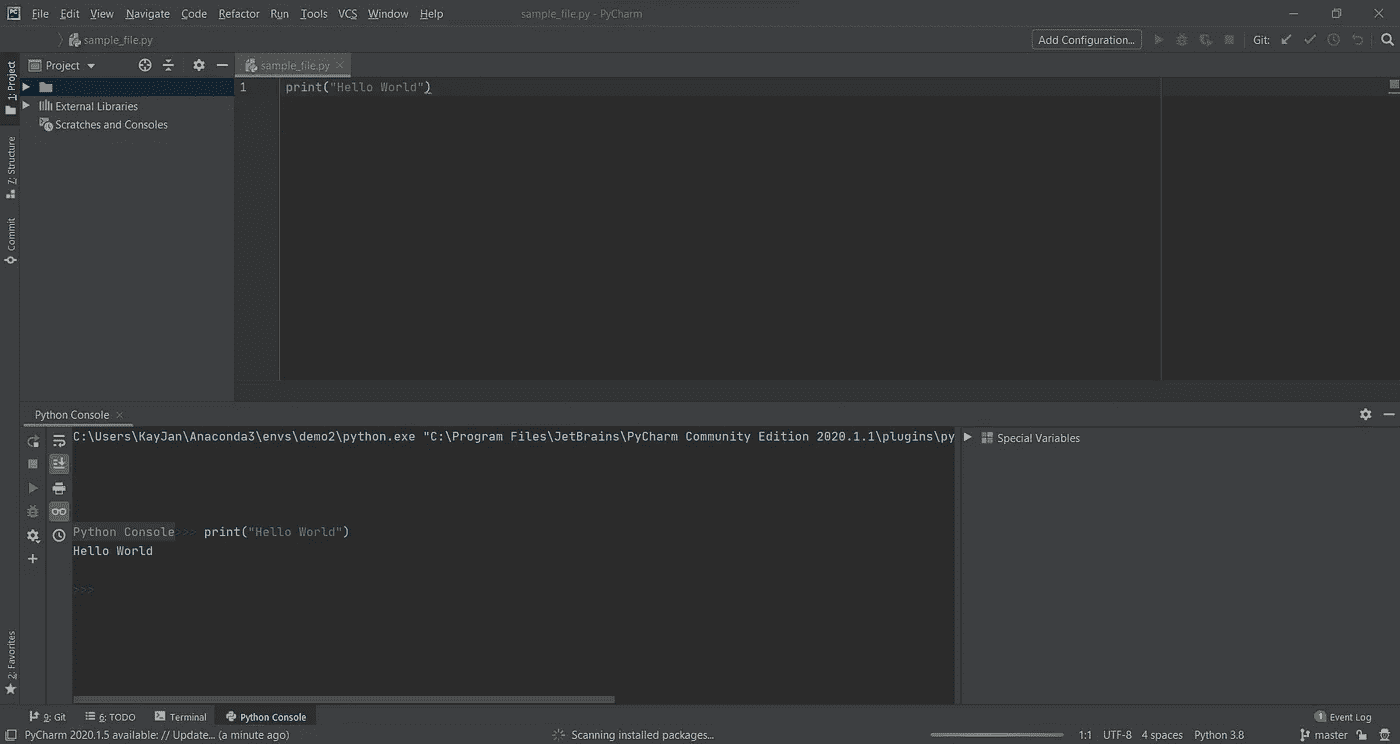 PC File Edit View Navigate Code Refactor Run Tools VCS Window Help sample_file.py - PyCharm
sample_file.py Add Configuration... Git:
1: Project
Project
sample_file.py
1 print("Hello World")
External Libraries
Scratches and Consoles
Z: Structure
Commit
Python Console
C:\Users\KayJan\Anaconda3\envs\demo2\python.exe "C:\Program Files\JetBrains\PyCharm Community Edition 2020.1.1\plugins\py
Special Variables
Python Console >>> print("Hello World")
Hello World
>>>
2: Favorites
9: Git 6: TODO Terminal Python Console 1 Event Log
PyCharm 2020.1.5 available: // Update... (a minute ago) Scanning installed packages... 1:1 UTF-8 4 spaces Python 3.8 master